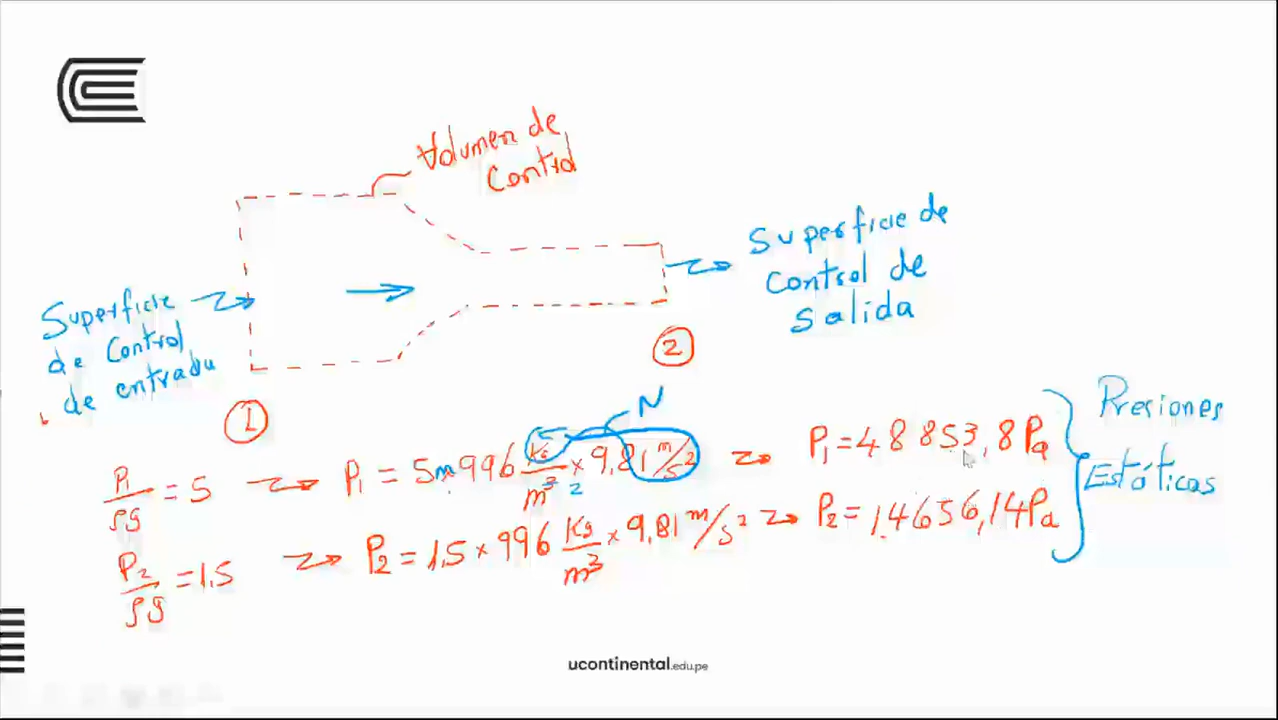 Volumen de
Control
Superficie de
Control de
Salida
Superficie
de Control
de entrada
1
2
N
P₁/ρg = 5 → P₁ = 5m × 996 Kg/m³ × 9,81 m/s² → P₁ = 48853,8 Pa
P₂/ρg = 1.5 → P₂ = 1.5 × 996 Kg/m³ × 9,81 m/s² → P₂ = 14656,14 Pa
Presiones
Estáticas
ucontinental.edu.pe